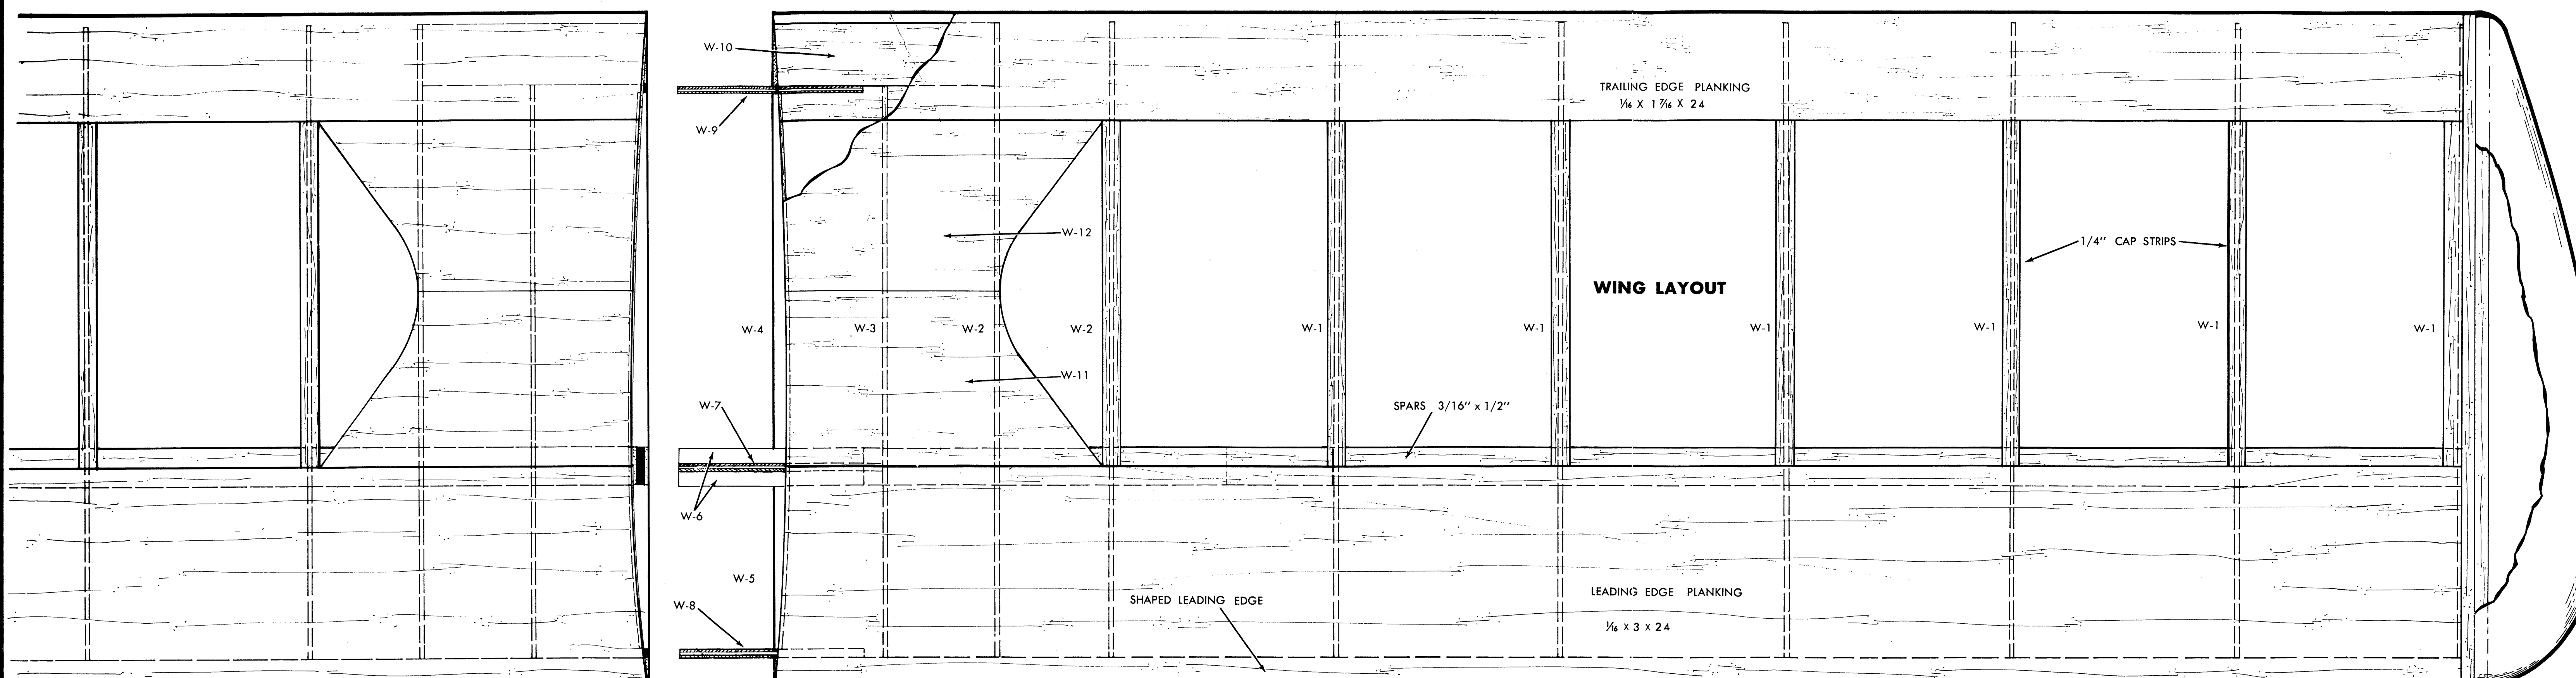 W-10
W-9
TRAILING EDGE PLANKING
1/16 X 1 7/16 X 24
W-12
1/4" CAP STRIPS
WING LAYOUT
W-4
W-3
W-2
W-2
W-1
W-1
W-1
W-1
W-1
W-1
W-11
W-7
SPARS 3/16" x 1/2"
W-6
W-5
W-8
SHAPED LEADING EDGE
LEADING EDGE PLANKING
1/16 X 3 X 24